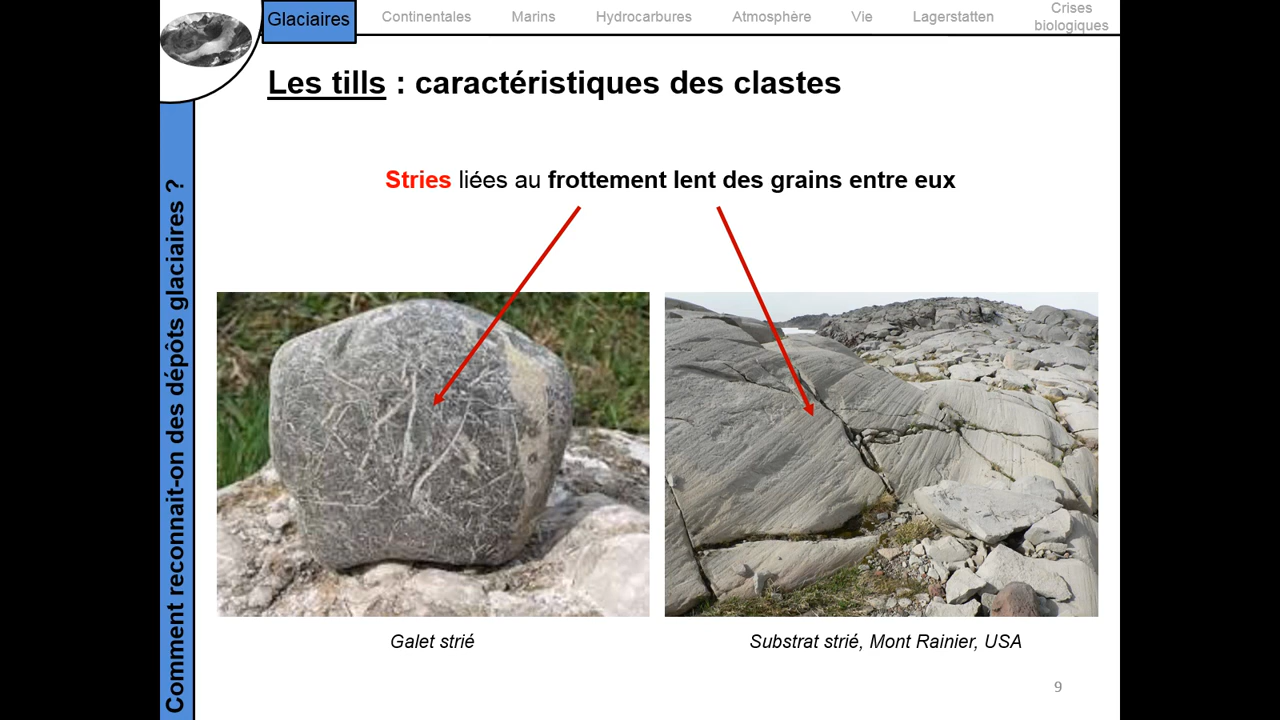 Glaciaires
Continentales
Marins
Hydrocarbures
Atmosphère
Vie
Lagerstatten
Crises
biologiques
Les tills : caractéristiques des clastes
Stries liées au frottement lent des grains entre eux
Comment reconnait-on des dépôts glaciaires ?
Galet strié
Substrat strié, Mont Rainier, USA
9